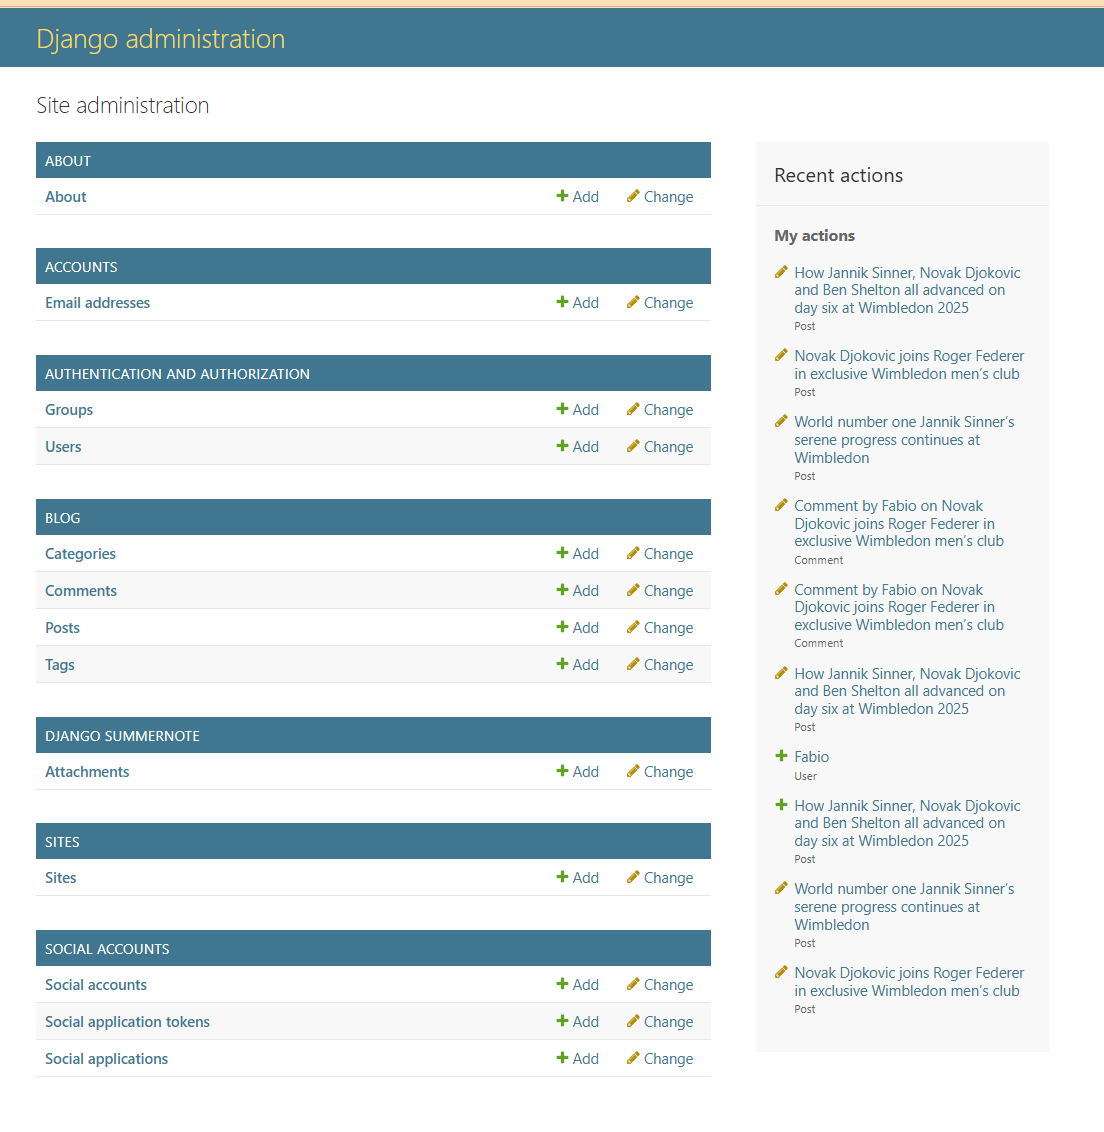 Django administration
Site administration
ABOUT
About Add Change
ACCOUNTS
Email addresses Add Change
AUTHENTICATION AND AUTHORIZATION
Groups Add Change
Users Add Change
BLOG
Categories Add Change
Comments Add Change
Posts Add Change
Tags Add Change
DJANGO SUMMERNOTE
Attachments Add Change
SITES
Sites Add Change
SOCIAL ACCOUNTS
Social accounts Add Change
Social application tokens Add Change
Social applications Add Change
Recent actions
My actions
How Jannik Sinner, Novak Djokovic
and Ben Shelton all advanced on
day six at Wimbledon 2025
Post
Novak Djokovic joins Roger Federer
in exclusive Wimbledon men’s club
Post
World number one Jannik Sinner’s
serene progress continues at
Wimbledon
Post
Comment by Fabio on Novak
Djokovic joins Roger Federer in
exclusive Wimbledon men’s club
Comment
Comment by Fabio on Novak
Djokovic joins Roger Federer in
exclusive Wimbledon men’s club
Comment
How Jannik Sinner, Novak Djokovic
and Ben Shelton all advanced on
day six at Wimbledon 2025
Post
Fabio
User
How Jannik Sinner, Novak Djokovic
and Ben Shelton all advanced on
day six at Wimbledon 2025
Post
World number one Jannik Sinner’s
serene progress continues at
Wimbledon
Post
Novak Djokovic joins Roger Federer
in exclusive Wimbledon men’s club
Post